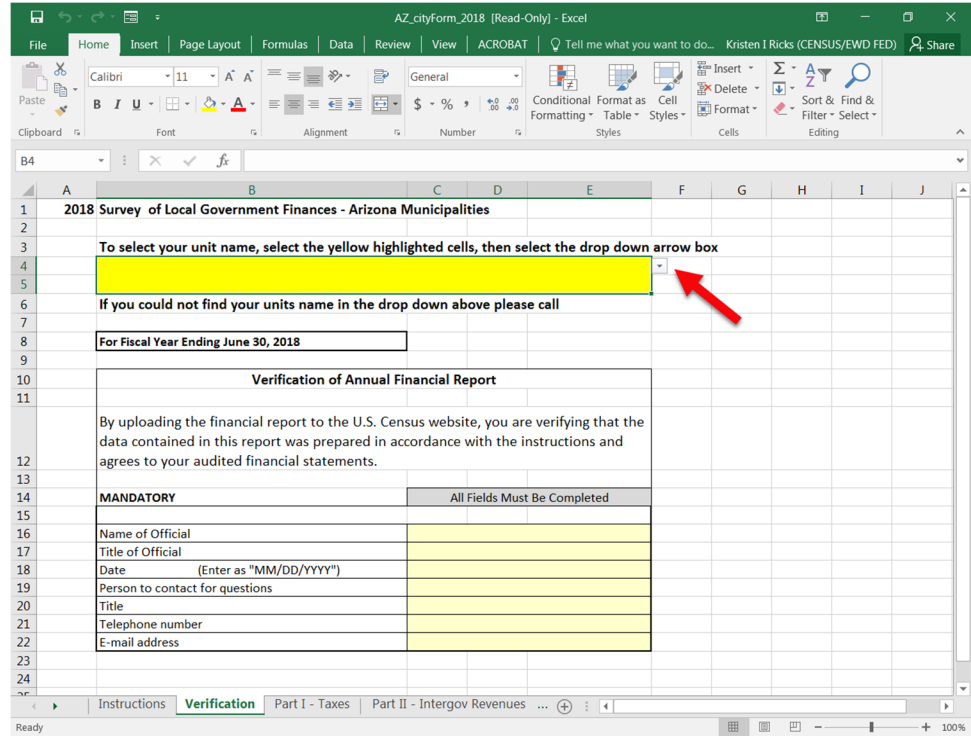 AZ_cityForm_2018 [Read-Only] - Excel
File Home Insert Page Layout Formulas Data Review View ACROBAT Tell me what you want to do... Kristen I Ricks (CENSUS/EWD FED) Share
Paste
Calibri 11 A A
B I U A
General
$ % , .00 .00
Conditional Formatting
Format as Table
Cell Styles
Insert
Delete
Format
Σ
A Z
Sort & Filter
Find & Select
Clipboard Font Alignment Number Styles Cells Editing
B4 fx
A B C D E F G H I J
1 2018 Survey of Local Government Finances - Arizona Municipalities
2
3 To select your unit name, select the yellow highlighted cells, then select the drop down arrow box
4
5
6 If you could not find your units name in the drop down above please call
7
8 For Fiscal Year Ending June 30, 2018
9
10 Verification of Annual Financial Report
11
By uploading the financial report to the U.S. Census website, you are verifying that the
data contained in this report was prepared in accordance with the instructions and
12 agrees to your audited financial statements.
13
14 MANDATORY All Fields Must Be Completed
15
16 Name of Official
17 Title of Official
18 Date (Enter as "MM/DD/YYYY")
19 Person to contact for questions
20 Title
21 Telephone number
22 E-mail address
23
24
25
Instructions Verification Part I - Taxes Part II - Intergov Revenues ...
Ready 100%